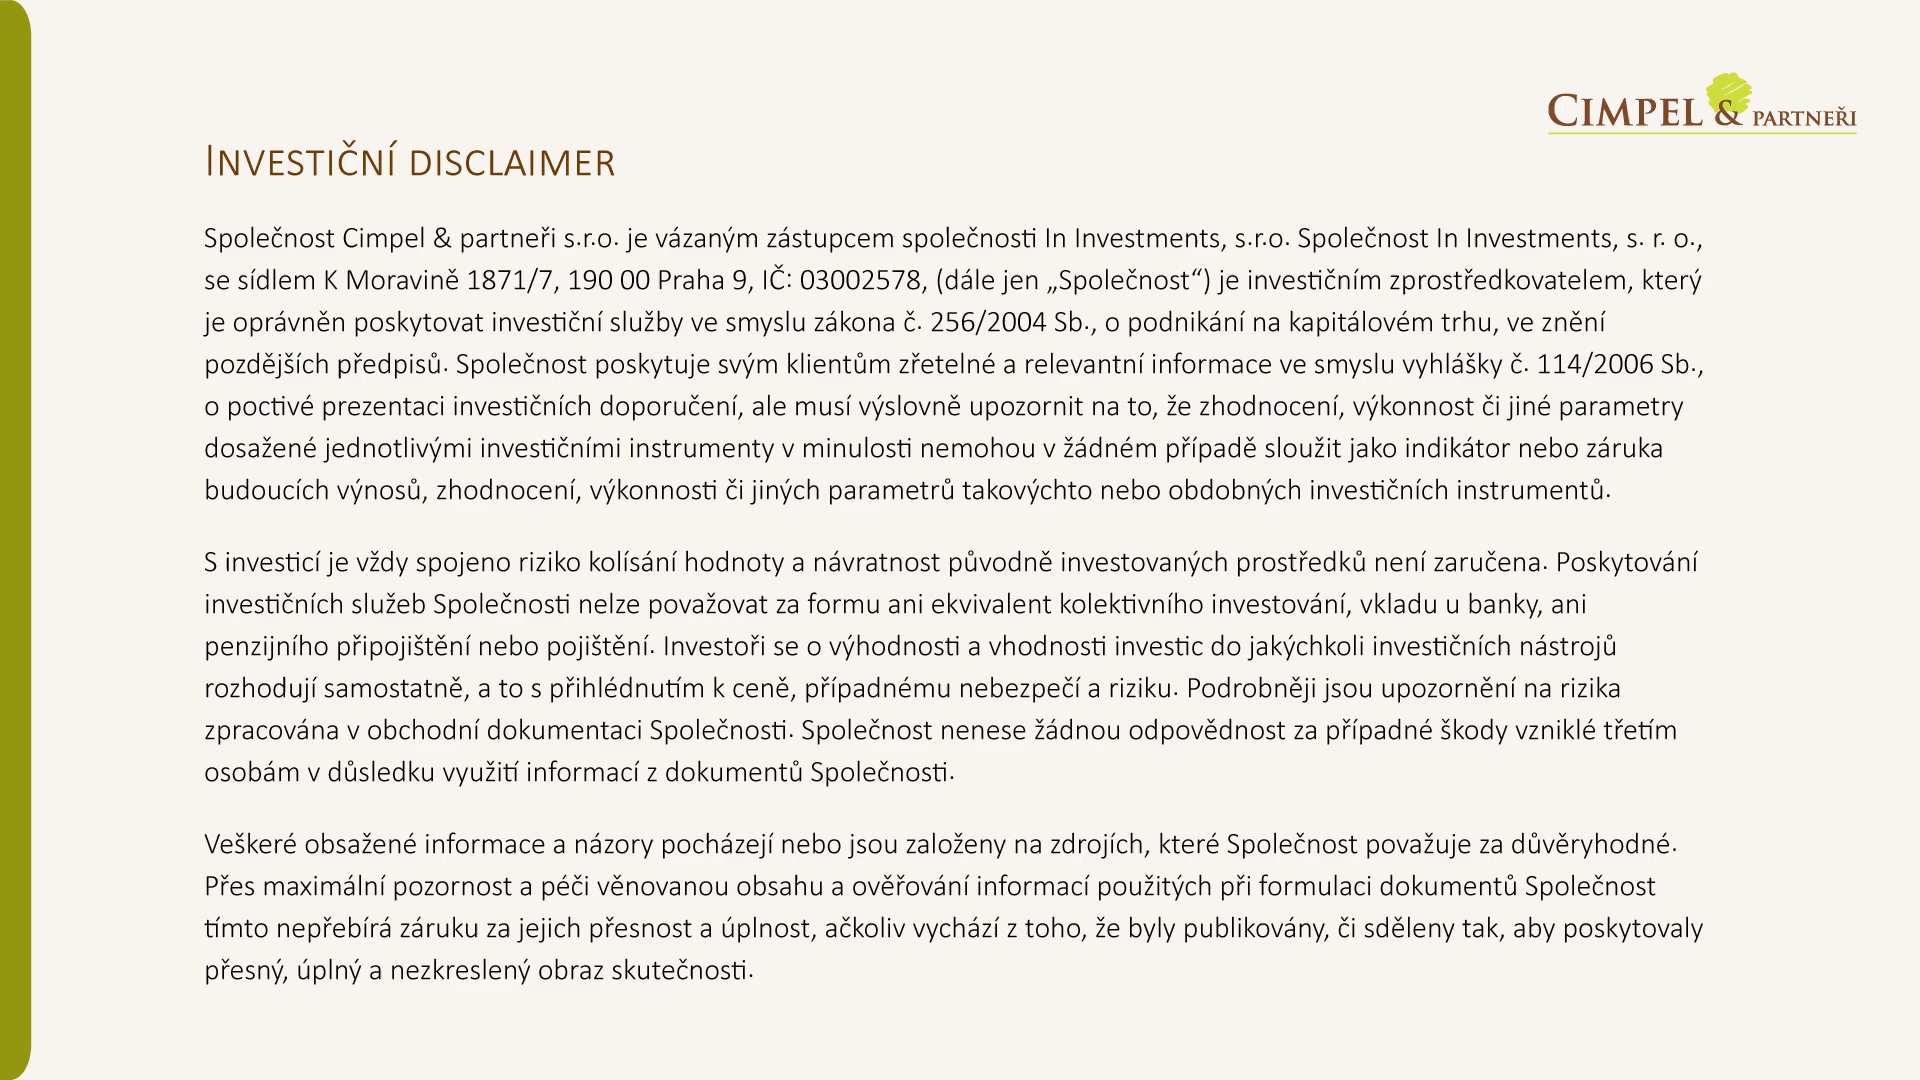 CIMPEL & PARTNEŘI
INVESTIČNÍ DISCLAIMER
Společnost Cimpel & partneři s.r.o. je vázaným zástupcem společnosti In Investments, s.r.o. Společnost In Investments, s. r. o.,
se sídlem K Moravině 1871/7, 190 00 Praha 9, IČ: 03002578, (dále jen „Společnost“) je investičním zprostředkovatelem, který
je oprávněn poskytovat investiční služby ve smyslu zákona č. 256/2004 Sb., o podnikání na kapitálovém trhu, ve znění
pozdějších předpisů. Společnost poskytuje svým klientům zřetelné a relevantní informace ve smyslu vyhlášky č. 114/2006 Sb.,
o poctivé prezentaci investičních doporučení, ale musí výslovně upozornit na to, že zhodnocení, výkonnost či jiné parametry
dosažené jednotlivými investičními instrumenty v minulosti nemohou v žádném případě sloužit jako indikátor nebo záruka
budoucích výnosů, zhodnocení, výkonnosti či jiných parametrů takovýchto nebo obdobných investičních instrumentů.
S investicí je vždy spojeno riziko kolísání hodnoty a návratnost původně investovaných prostředků není zaručena. Poskytování
investičních služeb Společnosti nelze považovat za formu ani ekvivalent kolektivního investování, vkladu u banky, ani
penzijního připojištění nebo pojištění. Investoři se o výhodnosti a vhodnosti investic do jakýchkoli investičních nástrojů
rozhodují samostatně, a to s přihlédnutím k ceně, případnému nebezpečí a riziku. Podrobněji jsou upozornění na rizika
zpracována v obchodní dokumentaci Společnosti. Společnost nenese žádnou odpovědnost za případné škody vzniklé třetím
osobám v důsledku využití informací z dokumentů Společnosti.
Veškeré obsažené informace a názory pocházejí nebo jsou založeny na zdrojích, které Společnost považuje za důvěryhodné.
Přes maximální pozornost a péči věnovanou obsahu a ověřování informací použitých při formulaci dokumentů Společnost
tímto nepřebírá záruku za jejich přesnost a úplnost, ačkoliv vychází z toho, že byly publikovány, či sděleny tak, aby poskytovaly
přesný, úplný a nezkreslený obraz skutečnosti.